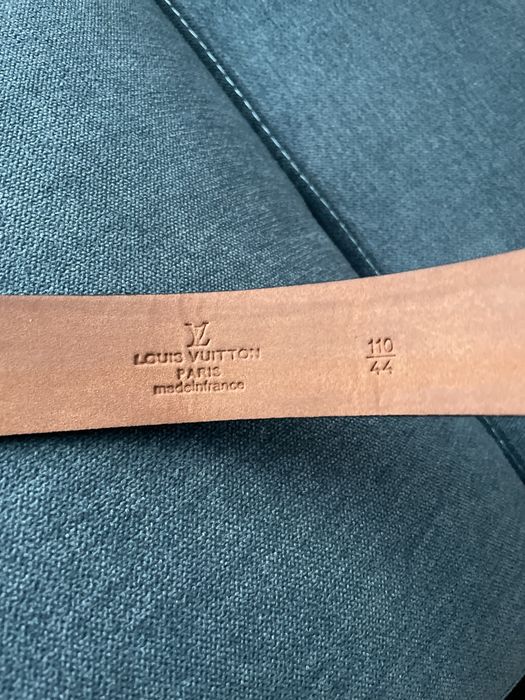 LV
LOUIS VUITTON
PARIS
madeinfrance
110
44